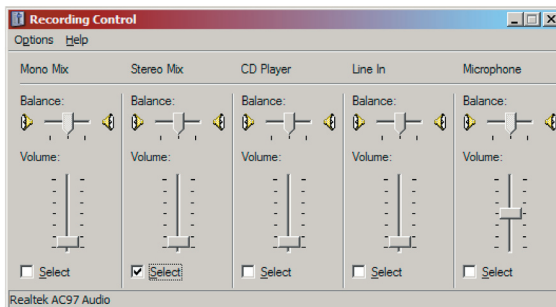 Recording Control
Options Help
Mono Mix Stereo Mix CD Player Line In Microphone
Balance: Balance: Balance: Balance: Balance:
Volume: Volume: Volume: Volume: Volume:
Select Select Select Select Select
Realtek AC97 Audio